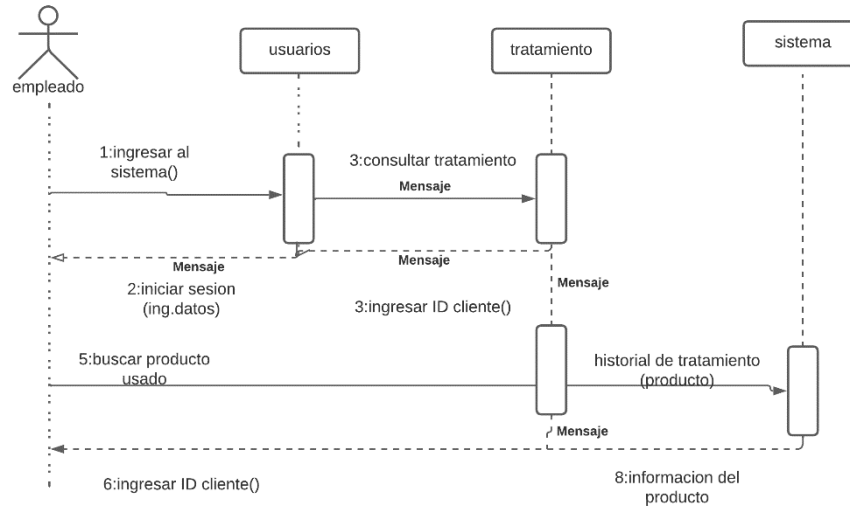 empleado
usuarios
tratamiento
sistema
1:ingresar al
sistema()
3:consultar tratamiento
Mensaje
Mensaje
Mensaje
2:iniciar sesion
(ing.datos)
Mensaje
3:ingresar ID cliente()
5:buscar producto
usado
historial de tratamiento
(producto)
Mensaje
6:ingresar ID cliente()
8:informacion del
producto